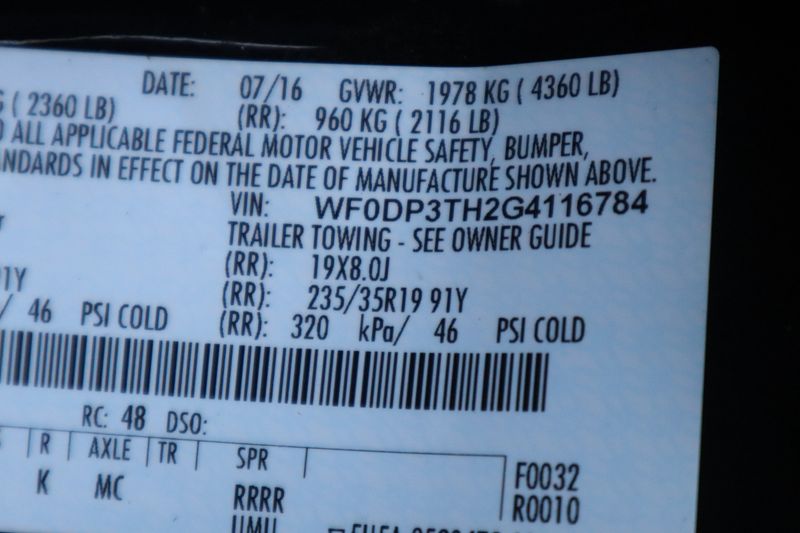 DATE: 07/16 GVWR: 1978 KG ( 4360 LB)
G ( 2360 LB) (RR): 960 KG ( 2116 LB)
O ALL APPLICABLE FEDERAL MOTOR VEHICLE SAFETY, BUMPER,
ANDARDS IN EFFECT ON THE DATE OF MANUFACTURE SHOWN ABOVE.
VIN: WF0DP3TH2G4116784
TRAILER TOWING - SEE OWNER GUIDE
(RR): 19X8.0J
91Y (RR): 235/35R19 91Y
/ 46 PSI COLD (RR): 320 kPa/ 46 PSI COLD
RC: 48 DSO:
R AXLE TR SPR F0032
K MC RRRR R0010
UMU